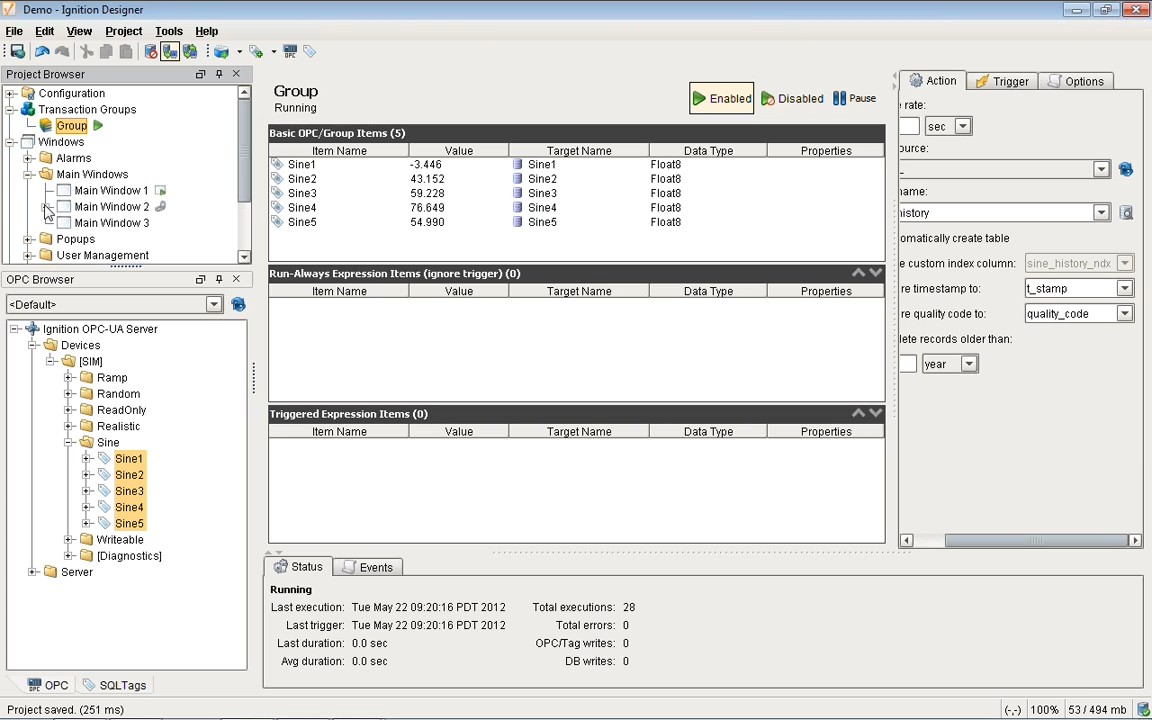 Demo - Ignition Designer
File Edit View Project Tools Help
Project Browser
Configuration
Transaction Groups
Group
Windows
Alarms
Main Windows
Main Window 1
Main Window 2
Main Window 3
Popups
User Management
OPC Browser
<Default>
Ignition OPC-UA Server
Devices
[SIM]
Ramp
Random
ReadOnly
Realistic
Sine
Sine1
Sine2
Sine3
Sine4
Sine5
Writeable
[Diagnostics]
Server
OPC SQLTags
Group
Running
Enabled Disabled Pause
Basic OPC/Group Items (5)
Item Name Value Target Name Data Type Properties
Sine1 -3.446 Sine1 Float8
Sine2 43.152 Sine2 Float8
Sine3 59.228 Sine3 Float8
Sine4 76.649 Sine4 Float8
Sine5 54.990 Sine5 Float8
Run-Always Expression Items (ignore trigger) (0)
Item Name Value Target Name Data Type Properties
Triggered Expression Items (0)
Item Name Value Target Name Data Type Properties
Action Trigger Options
e rate:
sec
ource:
name:
history
omatically create table
e custom index column: sine_history_ndx
re timestamp to: t_stamp
re quality code to: quality_code
lete records older than:
year
Status Events
Running
Last execution: Tue May 22 09:20:16 PDT 2012 Total executions: 28
Last trigger: Tue May 22 09:20:16 PDT 2012 Total errors: 0
Last duration: 0.0 sec OPC/Tag writes: 0
Avg duration: 0.0 sec DB writes: 0
Project saved. (251 ms) (-,-) 100% 53 / 494 mb